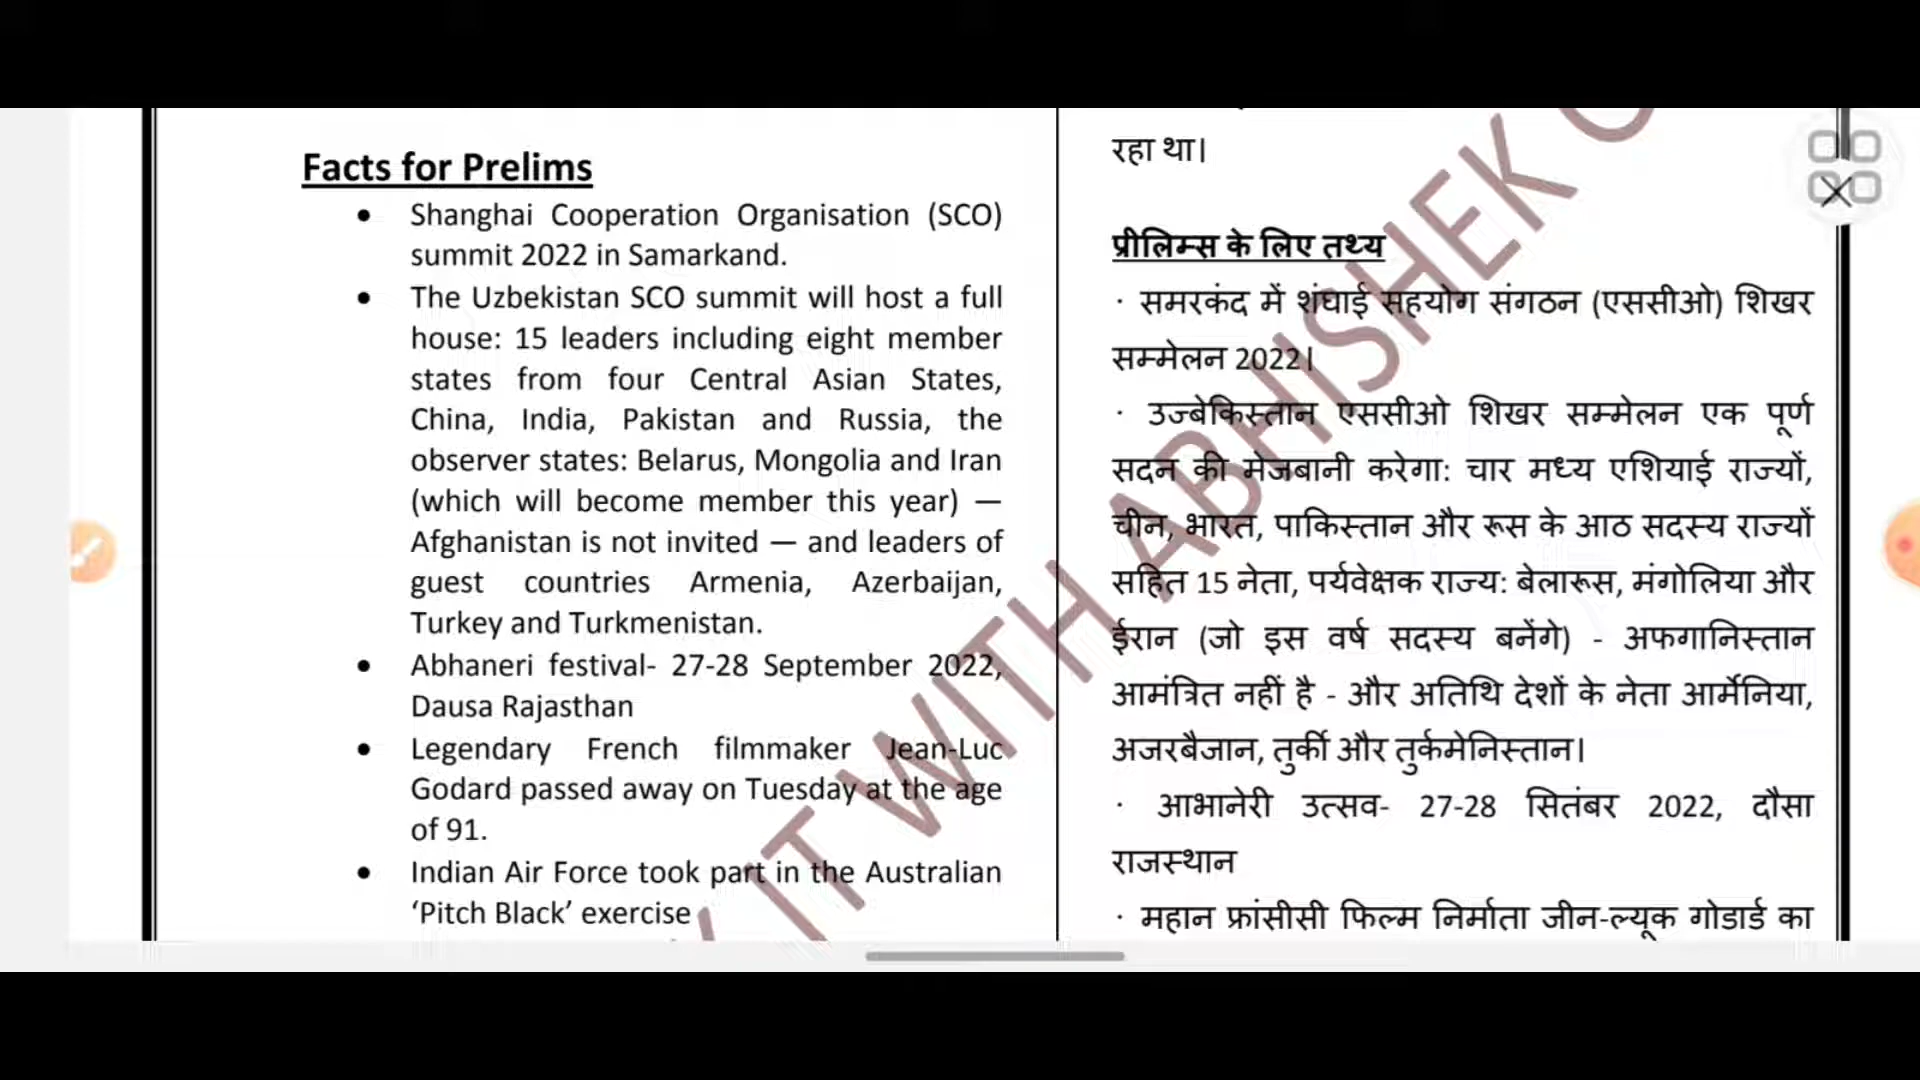 Facts for Prelims
• Shanghai Cooperation Organisation (SCO)
summit 2022 in Samarkand.
• The Uzbekistan SCO summit will host a full
house: 15 leaders including eight member
states from four Central Asian States,
China, India, Pakistan and Russia, the
observer states: Belarus, Mongolia and Iran
(which will become member this year) —
Afghanistan is not invited — and leaders of
guest countries Armenia, Azerbaijan,
Turkey and Turkmenistan.
• Abhaneri festival- 27-28 September 2022,
Dausa Rajasthan
• Legendary French filmmaker Jean-Luc
Godard passed away on Tuesday at the age
of 91.
• Indian Air Force took part in the Australian
‘Pitch Black’ exercise
रहा था।
प्रीलिम्स के लिए तथ्य
· समरकंद में शंघाई सहयोग संगठन (एससीओ) शिखर
सम्मेलन 2022।
· उज्बेकिस्तान एससीओ शिखर सम्मेलन एक पूर्ण
सदन की मेजबानी करेगा: चार मध्य एशियाई राज्यों,
चीन, भारत, पाकिस्तान और रूस के आठ सदस्य राज्यों
सहित 15 नेता, पर्यवेक्षक राज्य: बेलारूस, मंगोलिया और
ईरान (जो इस वर्ष सदस्य बनेंगे) - अफगानिस्तान
आमंत्रित नहीं है - और अतिथि देशों के नेता आर्मेनिया,
अजरबैजान, तुर्की और तुर्कमेनिस्तान।
· आभानेरी उत्सव- 27-28 सितंबर 2022, दौसा
राजस्थान
· महान फ्रांसीसी फिल्म निर्माता जीन-ल्यूक गोडार्ड का
IT WITH ABHISHEK